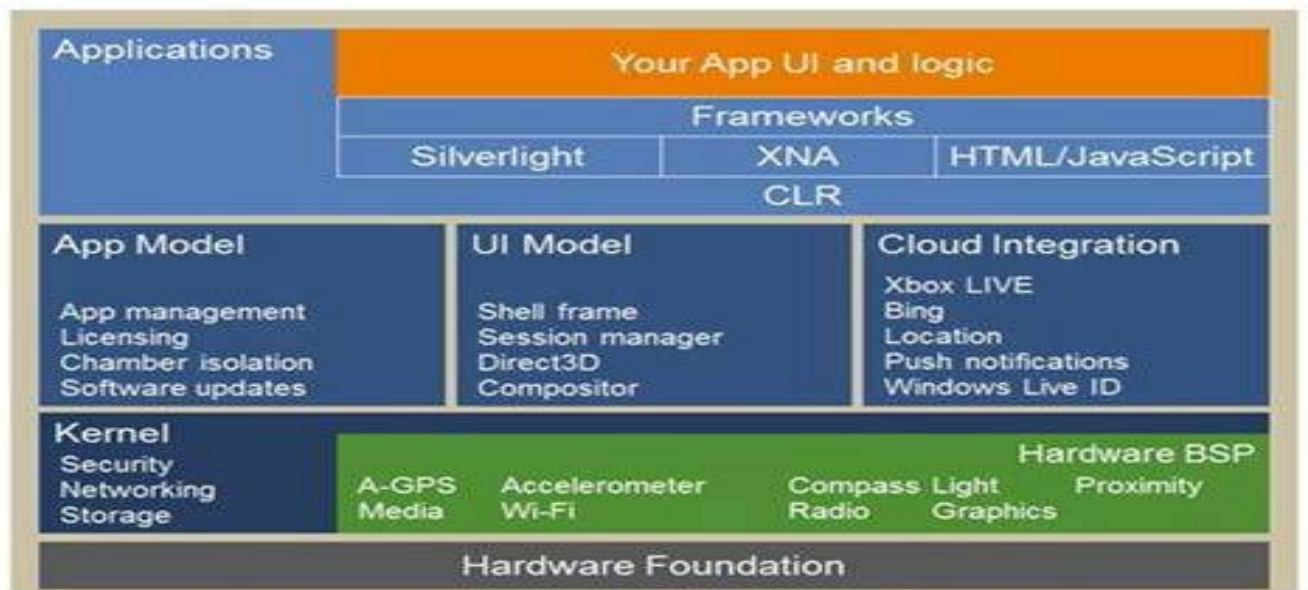 Applications
Your App UI and logic
Frameworks
Silverlight XNA HTML/JavaScript
CLR
App Model
App management
Licensing
Chamber isolation
Software updates
UI Model
Shell frame
Session manager
Direct3D
Compositor
Cloud Integration
Xbox LIVE
Bing
Location
Push notifications
Windows Live ID
Kernel
Security
Networking
Storage
Hardware BSP
A-GPS Accelerometer Compass Light Proximity
Media Wi-Fi Radio Graphics
Hardware Foundation